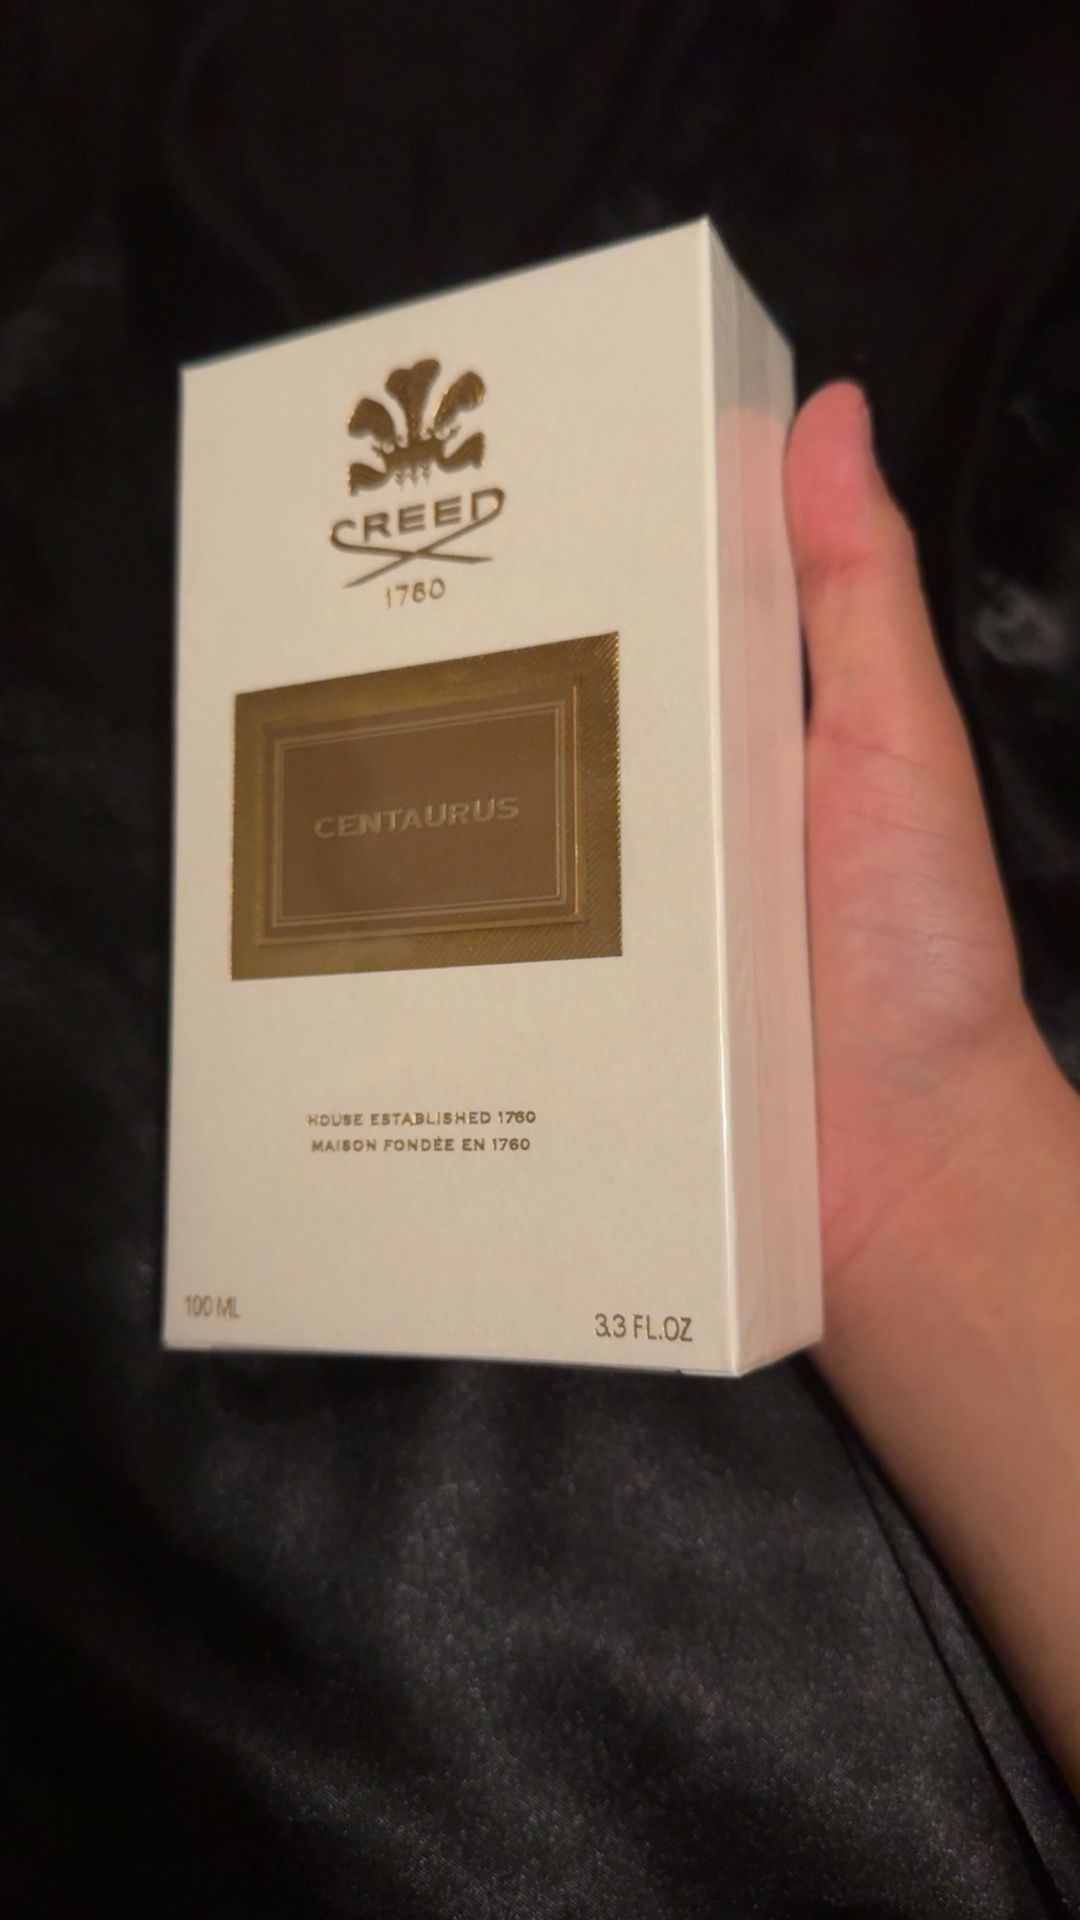 CREED
1760
CENTAURUS
HOUSE ESTABLISHED 1760
MAISON FONDÉE EN 1760
100 ML
3.3 FL.OZ